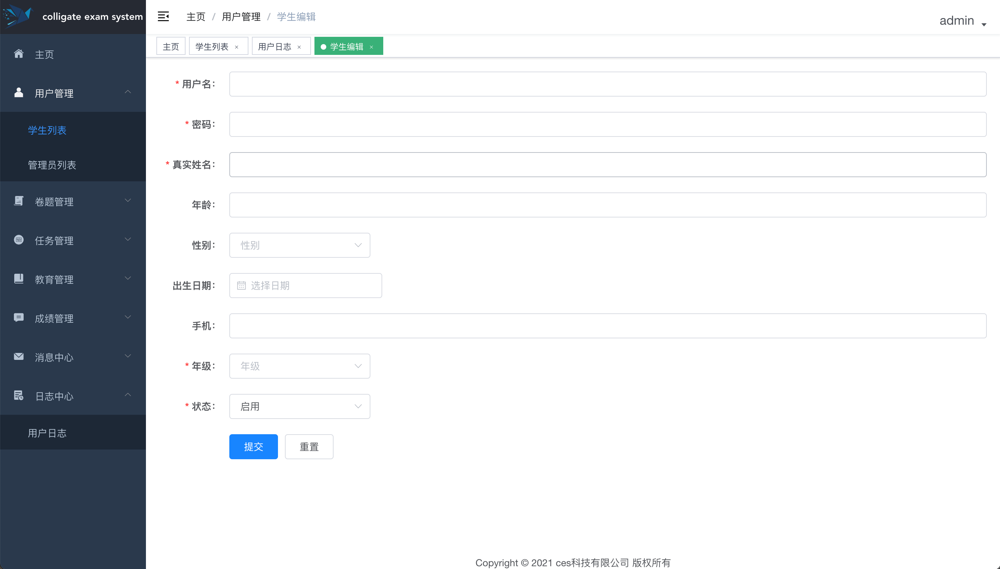 colligate exam system
主页 / 用户管理 / 学生编辑
admin
主页
学生列表 ×
用户日志 ×
学生编辑 ×
主页
用户管理
学生列表
管理员列表
卷题管理
任务管理
教育管理
成绩管理
消息中心
日志中心
用户日志
* 用户名：
* 密码：
* 真实姓名：
年龄：
性别： 性别
出生日期： 选择日期
手机：
* 年级： 年级
* 状态： 启用
提交 重置
Copyright © 2021 ces科技有限公司 版权所有